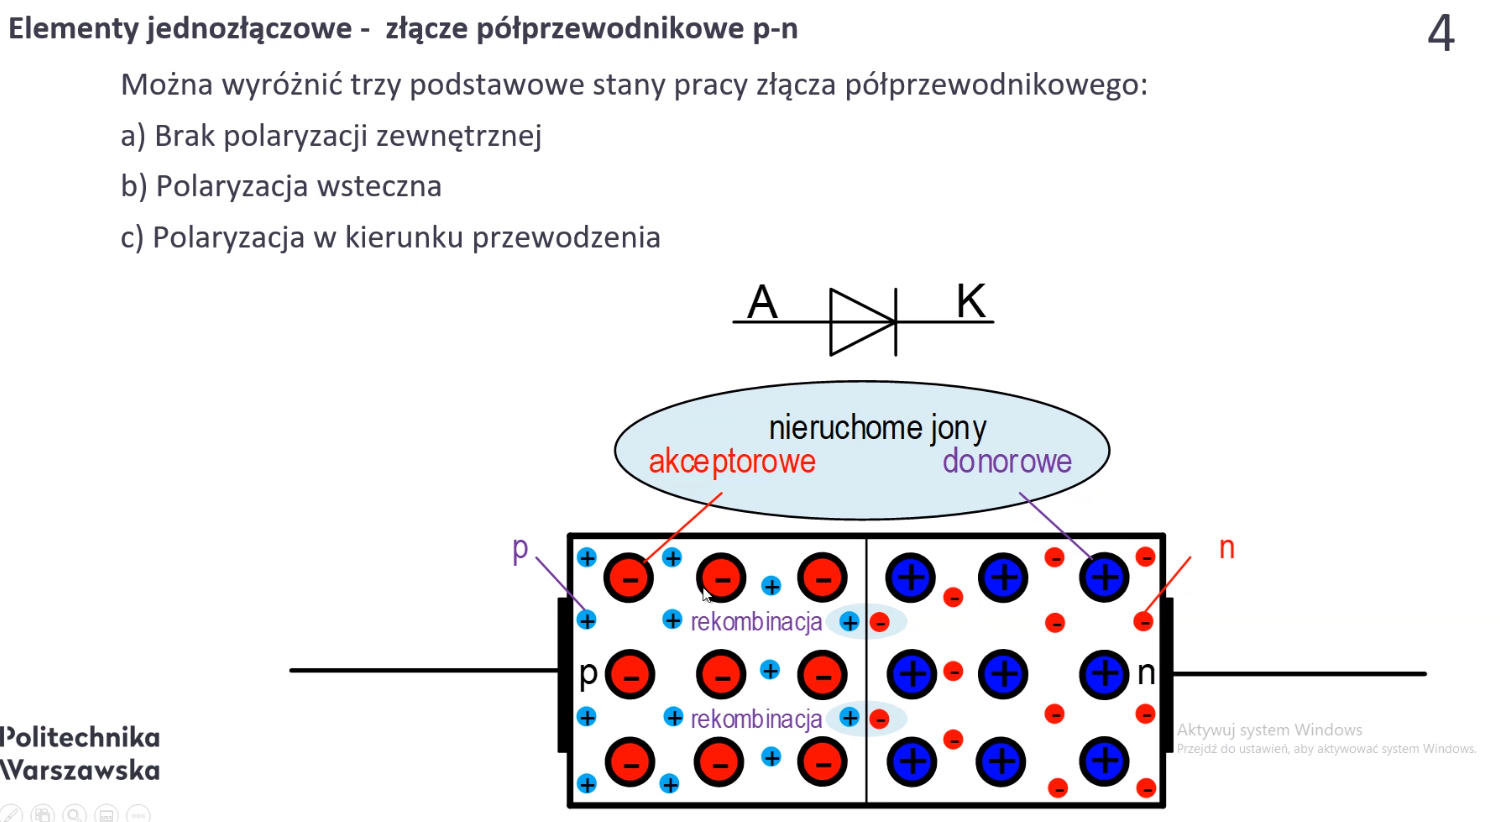 Elementy jednozłączowe - złącze półprzewodnikowe p-n
4
Można wyróżnić trzy podstawowe stany pracy złącza półprzewodnikowego:
a) Brak polaryzacji zewnętrznej
b) Polaryzacja wsteczna
c) Polaryzacja w kierunku przewodzenia
A K
nieruchome jony
akceptorowe donorowe
p n
+ + - -
- - - + + +
+ -
+ rekombinacja + - - -
p - - - + - + + + n
+ + rekombinacja + - - -
- - - + - + + +
+ + - -
Politechnika
Warszawska
Aktywuj system Windows
Przejdź do ustawień, aby aktywować system Windows.